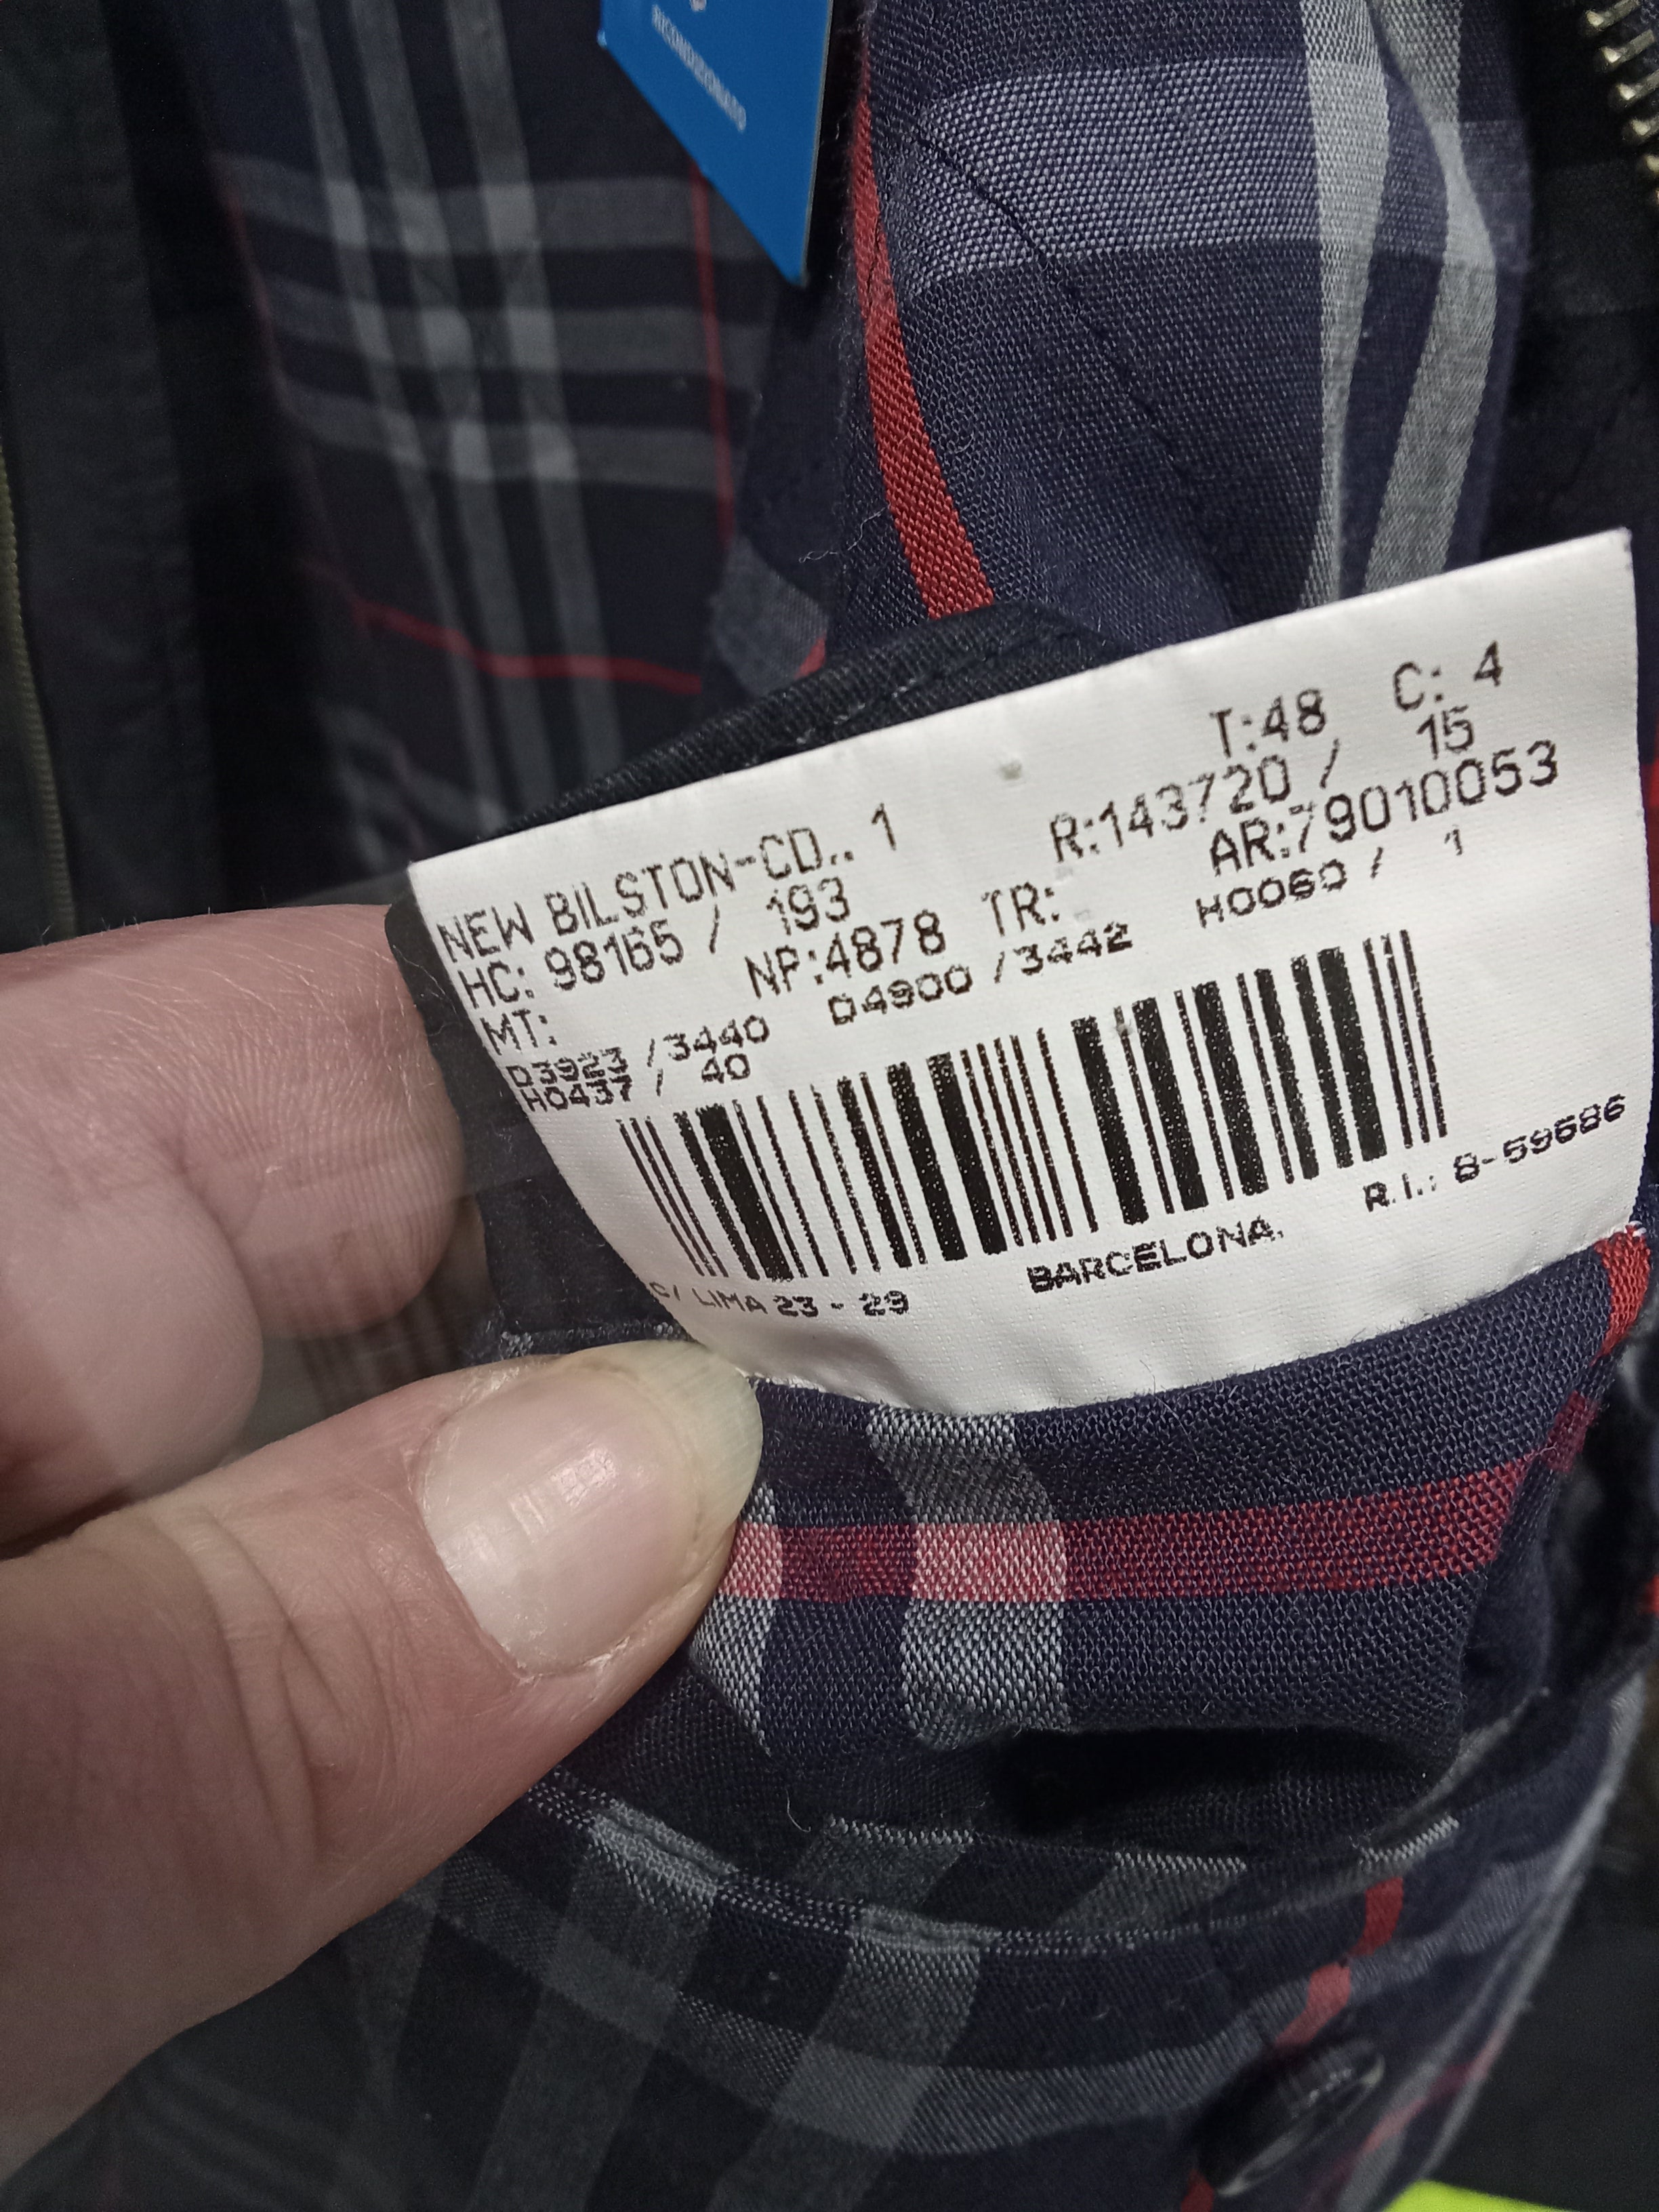 RICONDIZIONATO
T:48 C: 4
NEW BILSTON-CD.. 1 R:143720 / 15
HC: 98165 / 193 AR:79010053
MT: NP:4878 TR:
D3923 /3440 D4900 /3442 H0060 / 1
H0437 / 40
C/ LIMA 23 - 29 BARCELONA. R.I.: 8-59686